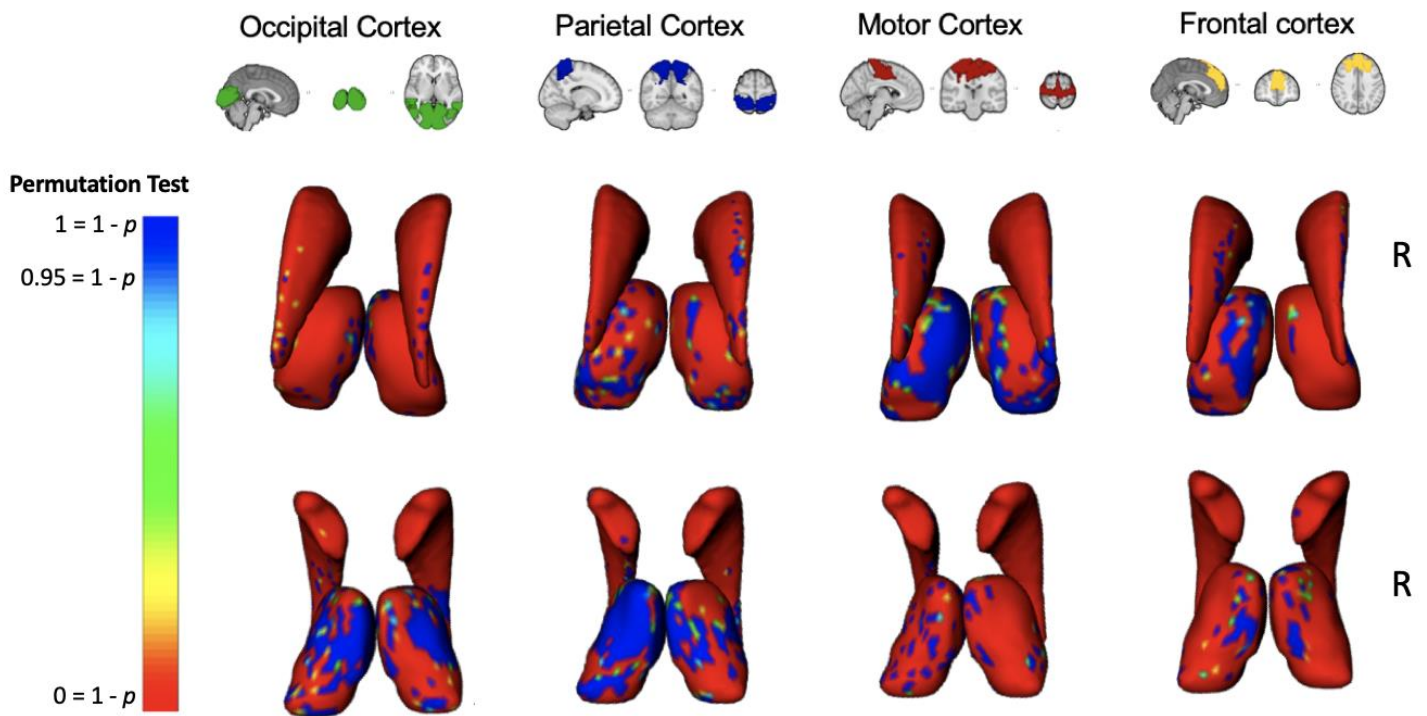 Occipital Cortex
Parietal Cortex
Motor Cortex
Frontal cortex
Permutation Test
1 = 1 - p
0.95 = 1 - p
0 = 1 - p
R
R